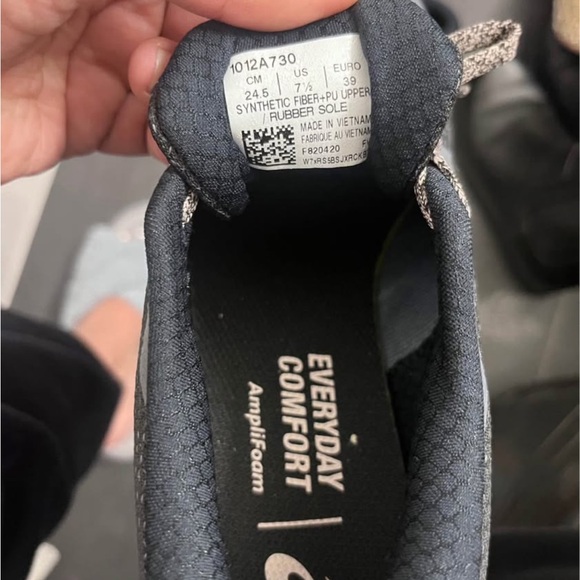 1012A730
CM US EURO
24.5 7½ 39
SYNTHETIC FIBER+PU UPPER
/ RUBBER SOLE
MADE IN VIETNAM
FABRIQUE AU VIETNAM
F820420
EVERYDAY
COMFORT
AmpliFoam